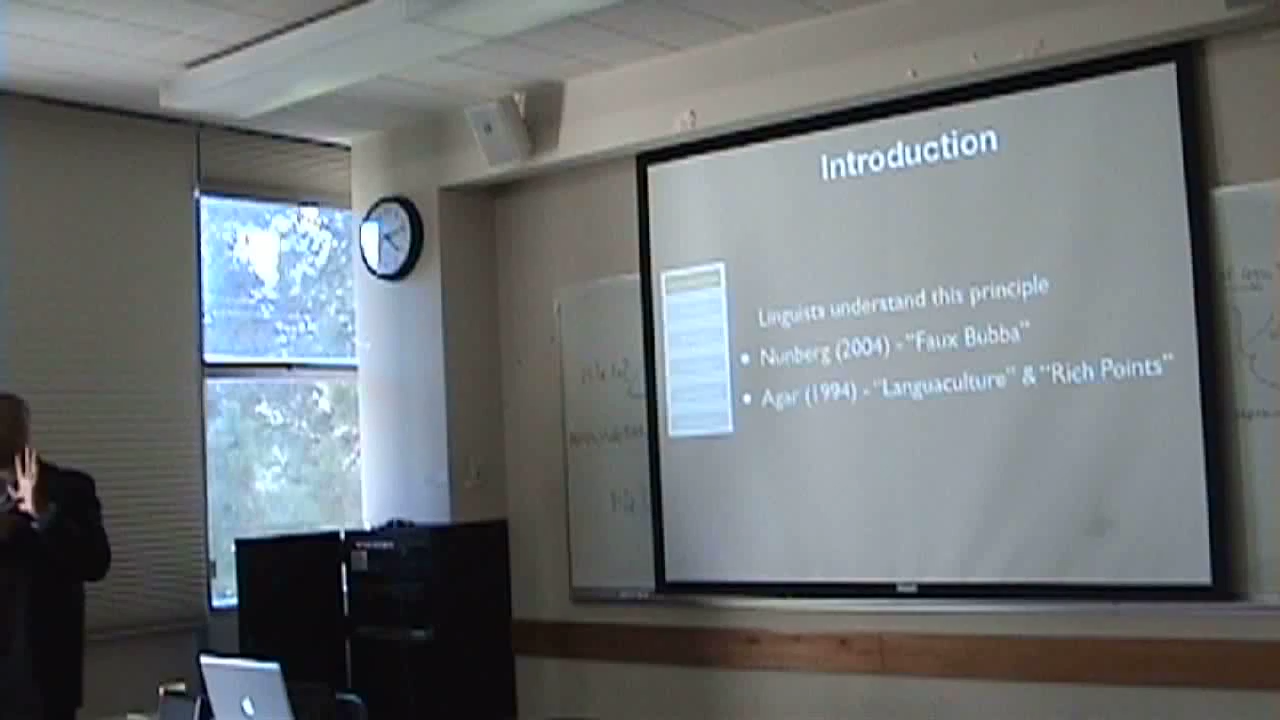 Introduction
Linguists understand this principle
• Nunberg (2004) - "Faux Bubba"
• Agar (1994) - "Languaculture" & "Rich Points"